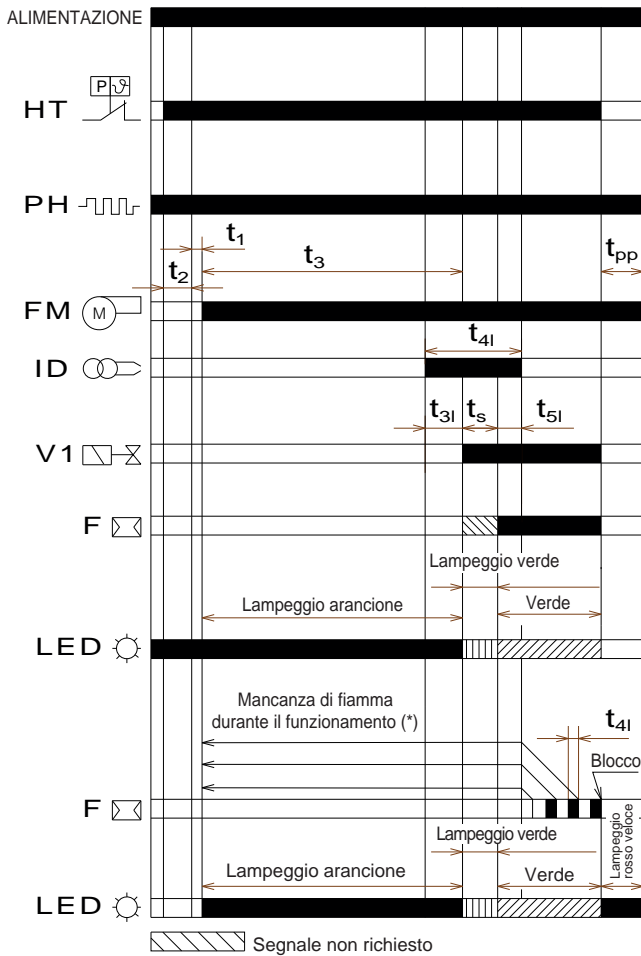 ALIMENTAZIONE
P ϑ
HT
PH
t1
t3
tpp
t2
FM M
t4l
ID
t3l ts t5l
V1
F
Lampeggio verde
Lampeggio arancione Verde
LED
Mancanza di fiamma
durante il funzionamento (*)
t4l
Blocco
F
Lampeggio verde
Lampeggio
rosso veloce
Lampeggio arancione Verde
LED
Segnale non richiesto